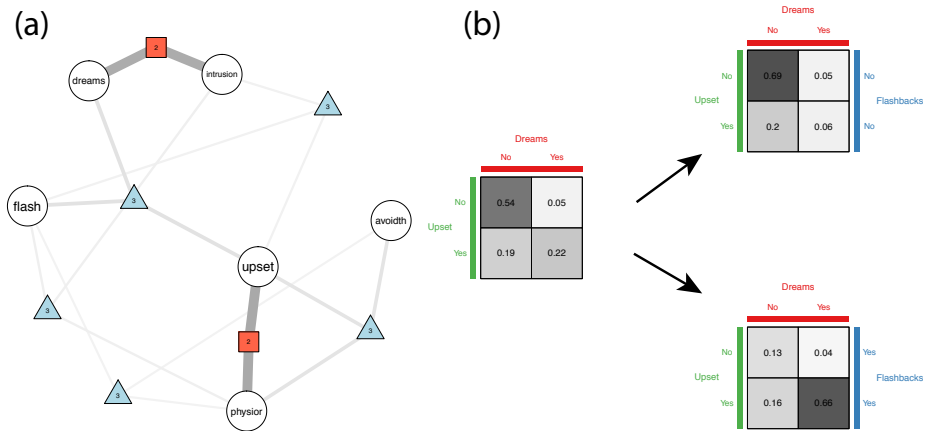 (a)
2
dreams
intrusion
3
flash
3
avoidth
upset
3
2
3
3
physior
(b)
Dreams
No Yes
No 0.54 0.05
Upset
Yes 0.19 0.22
Dreams
No Yes
No 0.69 0.05 No
Upset Flashbacks
Yes 0.2 0.06 No
Dreams
No Yes
No 0.13 0.04 Yes
Upset Flashbacks
Yes 0.16 0.66 Yes